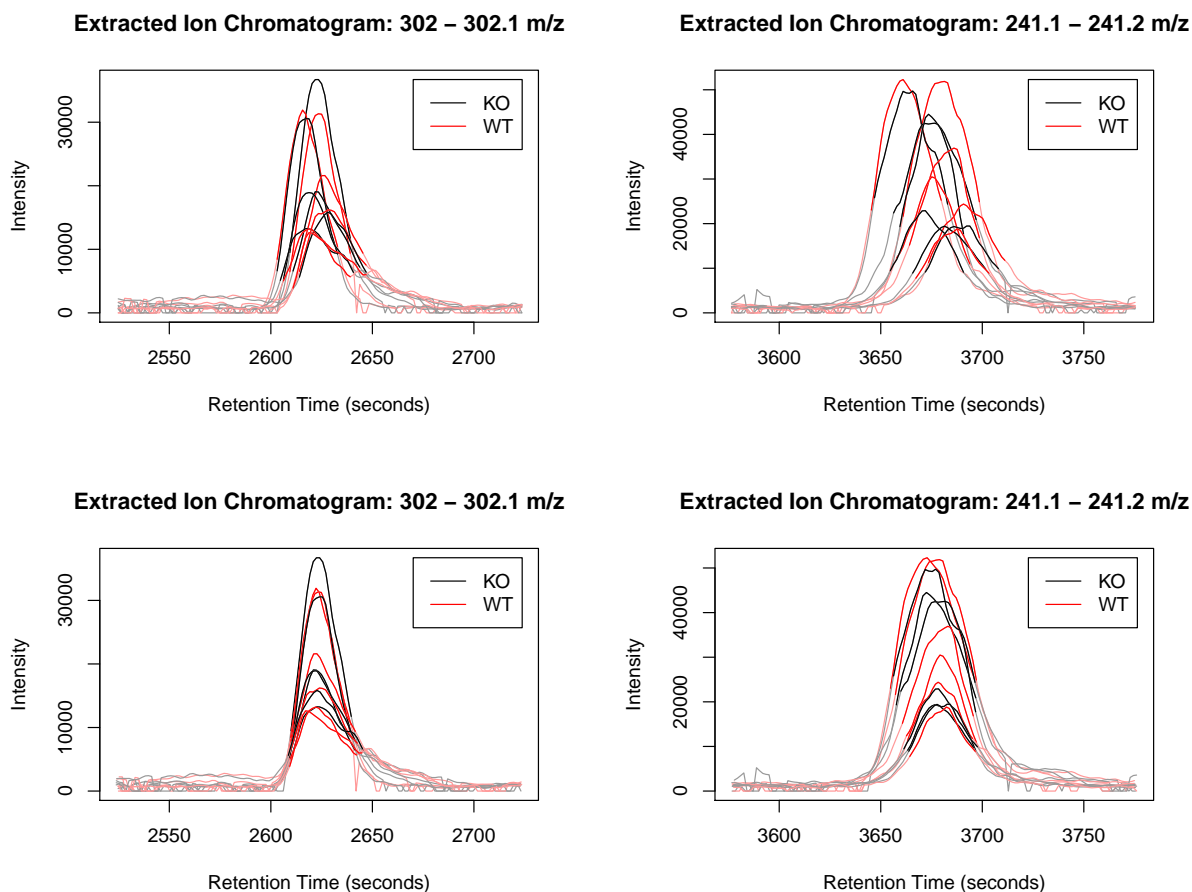 Extracted Ion Chromatogram: 302 – 302.1 m/z
Intensity
0 10000 30000
KO
WT
2550 2600 2650 2700
Retention Time (seconds)
Extracted Ion Chromatogram: 241.1 – 241.2 m/z
Intensity
0 20000 40000
KO
WT
3600 3650 3700 3750
Retention Time (seconds)
Extracted Ion Chromatogram: 302 – 302.1 m/z
Intensity
0 10000 30000
KO
WT
2550 2600 2650 2700
Retention Time (seconds)
Extracted Ion Chromatogram: 241.1 – 241.2 m/z
Intensity
0 20000 40000
KO
WT
3600 3650 3700 3750
Retention Time (seconds)